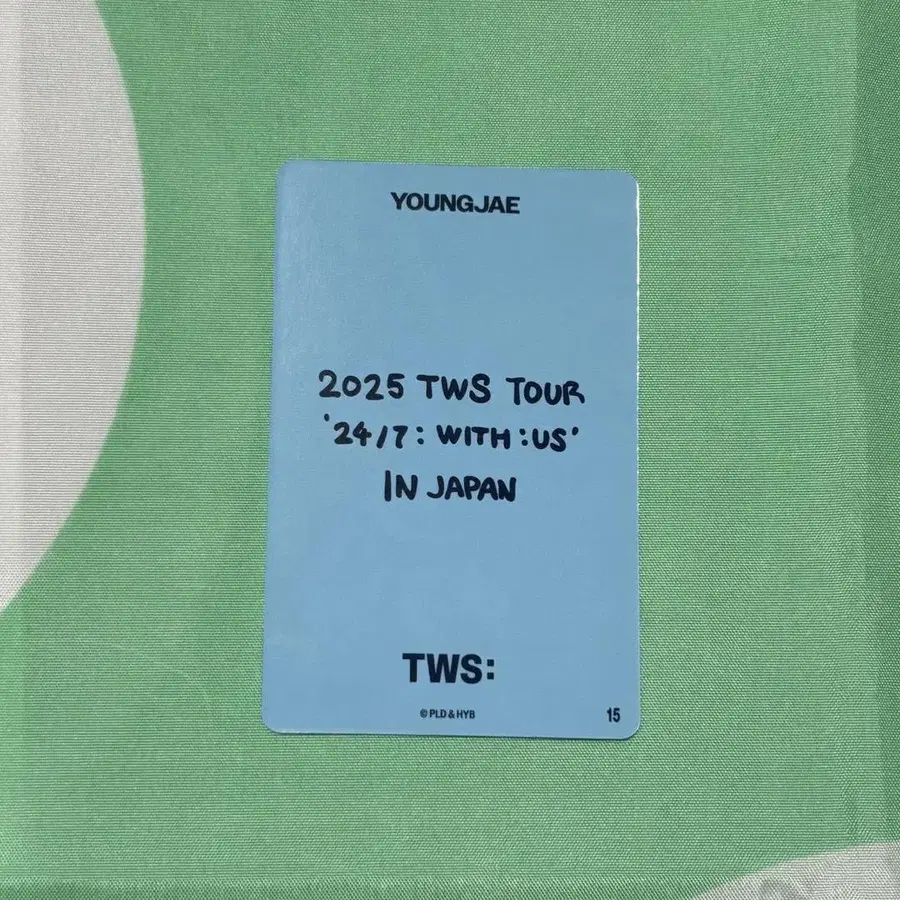 YOUNGJAE
2025 TWS TOUR
'24/7: WITH :US'
IN JAPAN
TWS:
© PLD & HYB
15